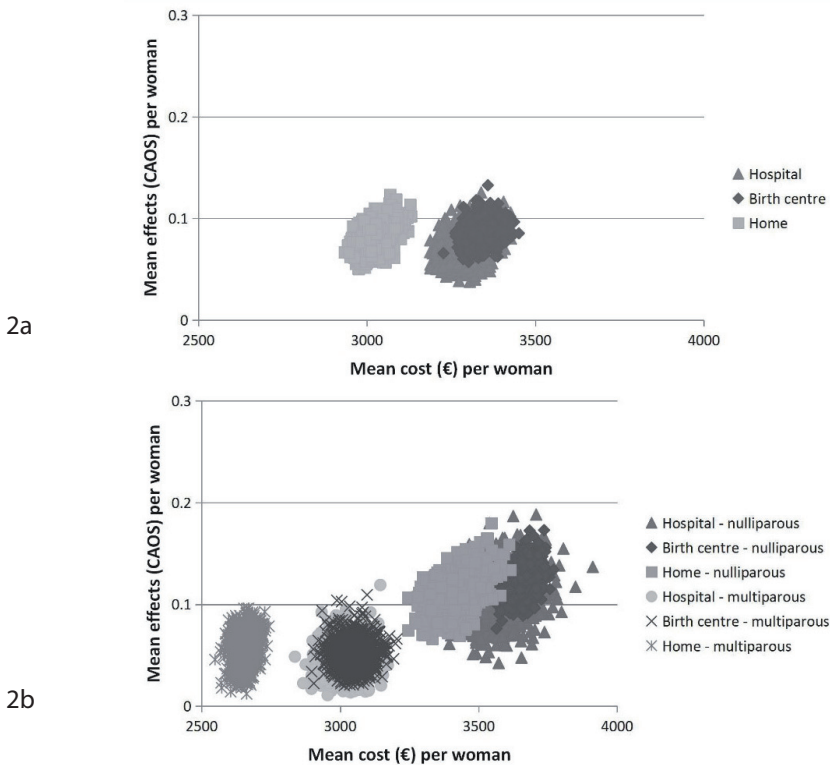 2a
Mean effects (CAOS) per woman
0.3
0.2
0.1
0
2500
3000
3500
4000
Mean cost (€) per woman
Hospital
Birth centre
Home
2b
Mean effects (CAOS) per woman
0.3
0.2
0.1
0
2500
3000
3500
4000
Mean cost (€) per woman
Hospital - nulliparous
Birth centre - nulliparous
Home - nulliparous
Hospital - multiparous
Birth centre - multiparous
Home - multiparous